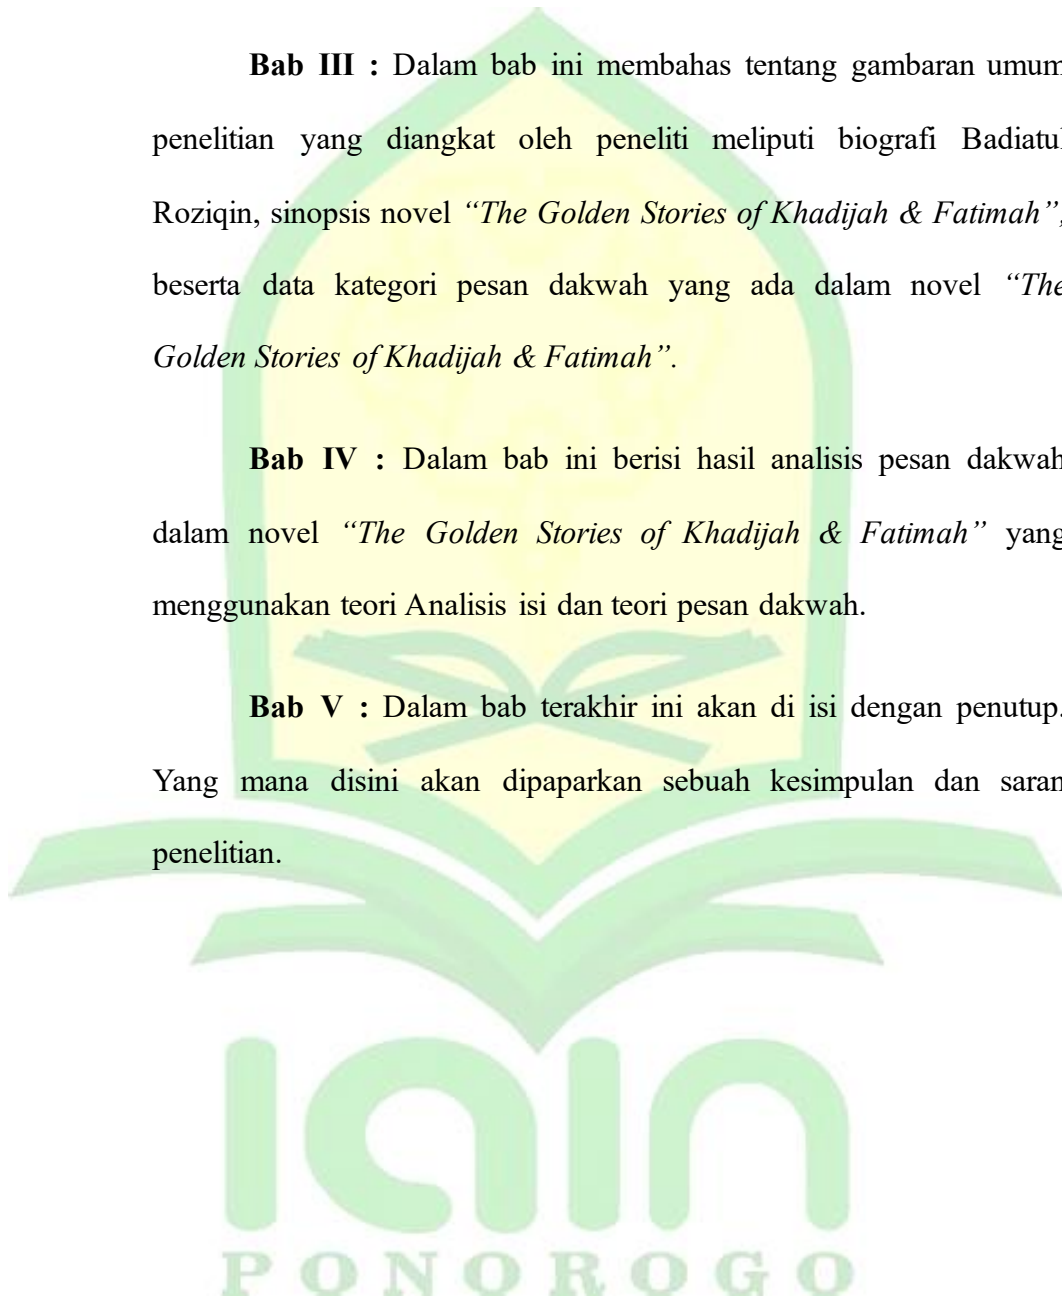 Bab III : Dalam bab ini membahas tentang gambaran umum
penelitian yang diangkat oleh peneliti meliputi biografi Badiatul
Roziqin, sinopsis novel “The Golden Stories of Khadijah & Fatimah”,
beserta data kategori pesan dakwah yang ada dalam novel “The
Golden Stories of Khadijah & Fatimah”.
Bab IV : Dalam bab ini berisi hasil analisis pesan dakwah
dalam novel “The Golden Stories of Khadijah & Fatimah” yang
menggunakan teori Analisis isi dan teori pesan dakwah.
Bab V : Dalam bab terakhir ini akan di isi dengan penutup.
Yang mana disini akan dipaparkan sebuah kesimpulan dan saran
penelitian.
iain
PONOROGO